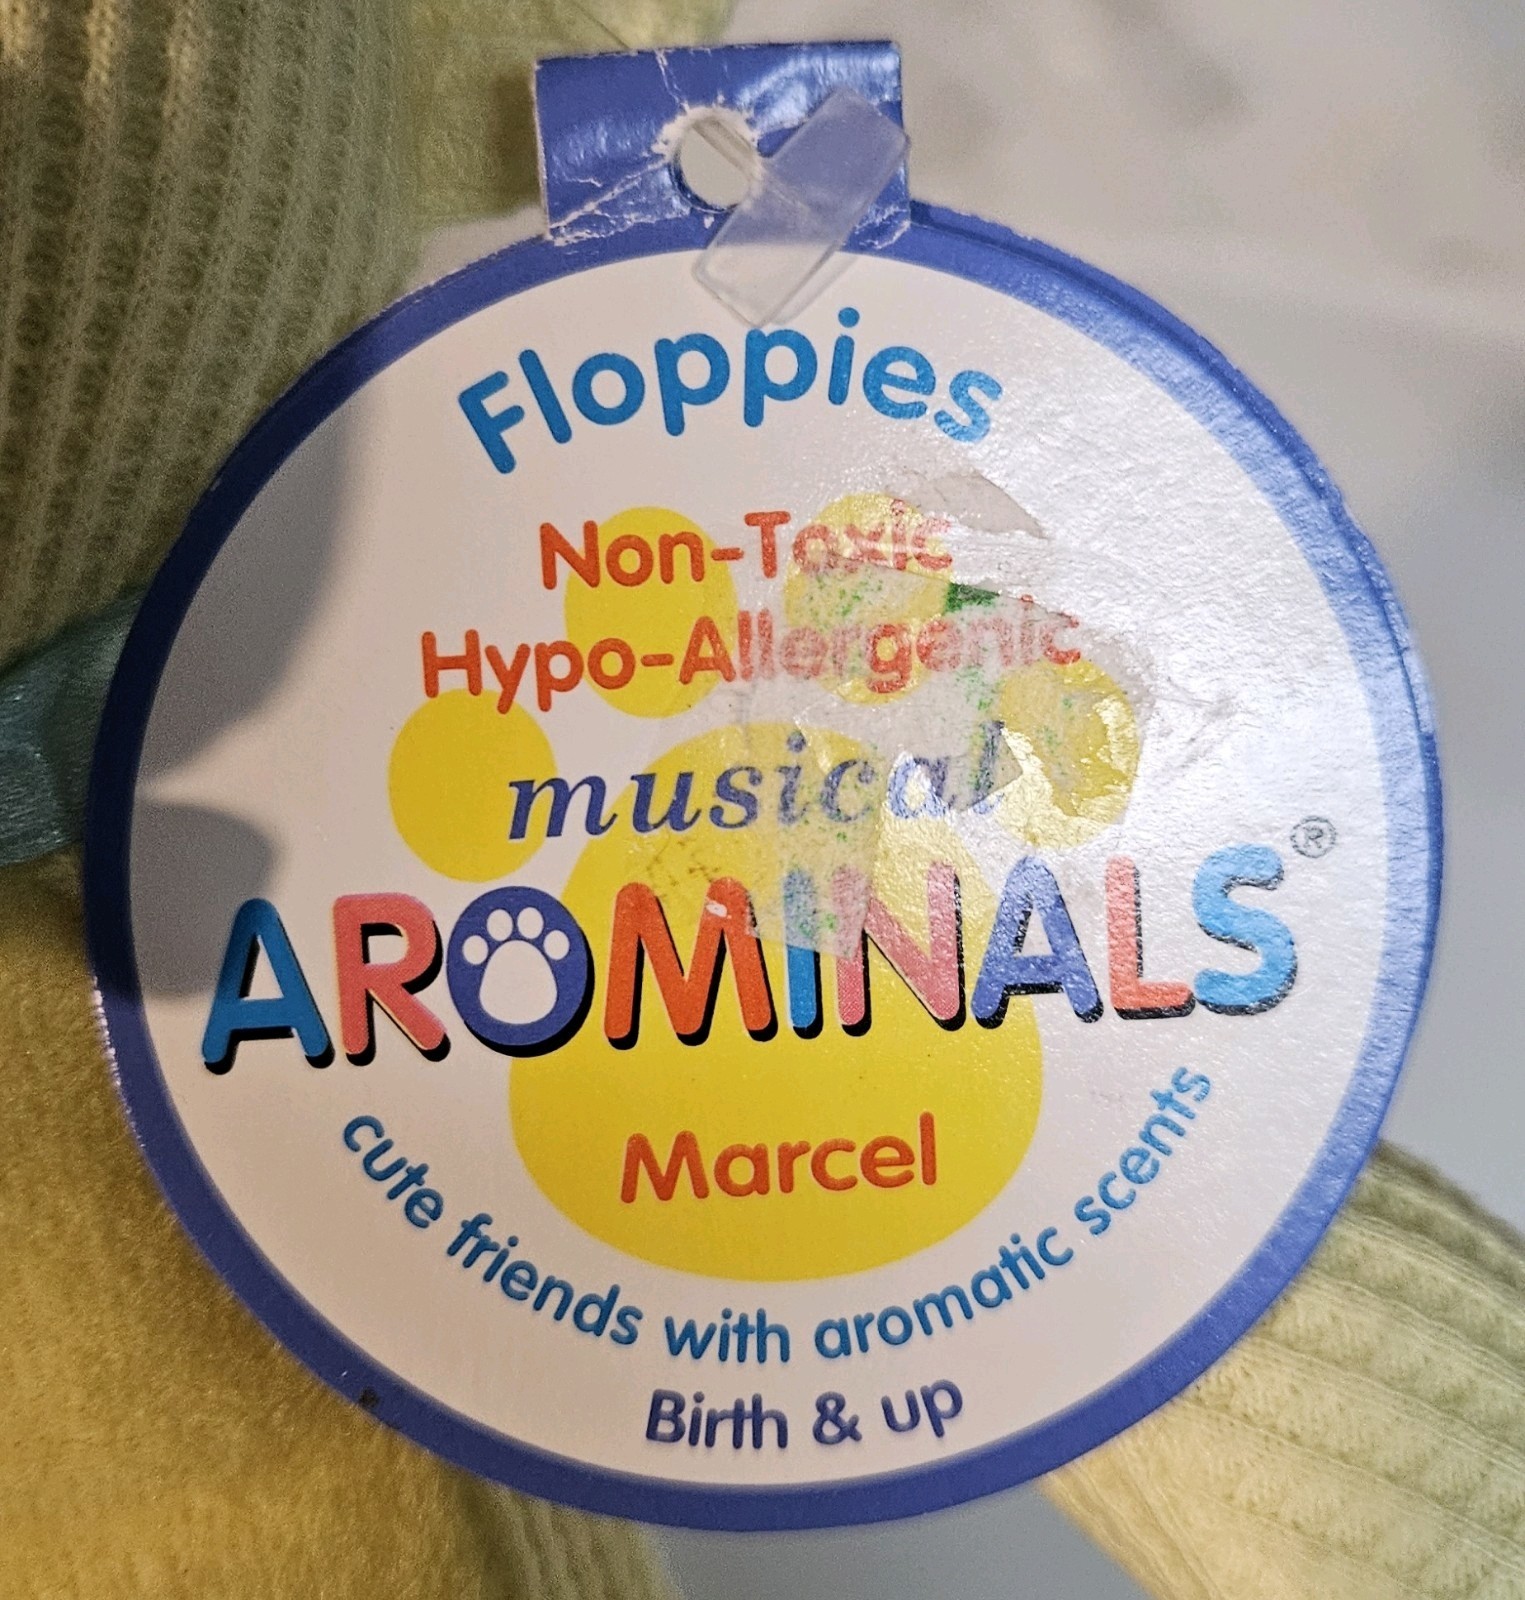 Floppies
Non-Toxic
Hypo-Allergenic
musical
AROMINALS®
Marcel
cute friends with aromatic scents
Birth & up